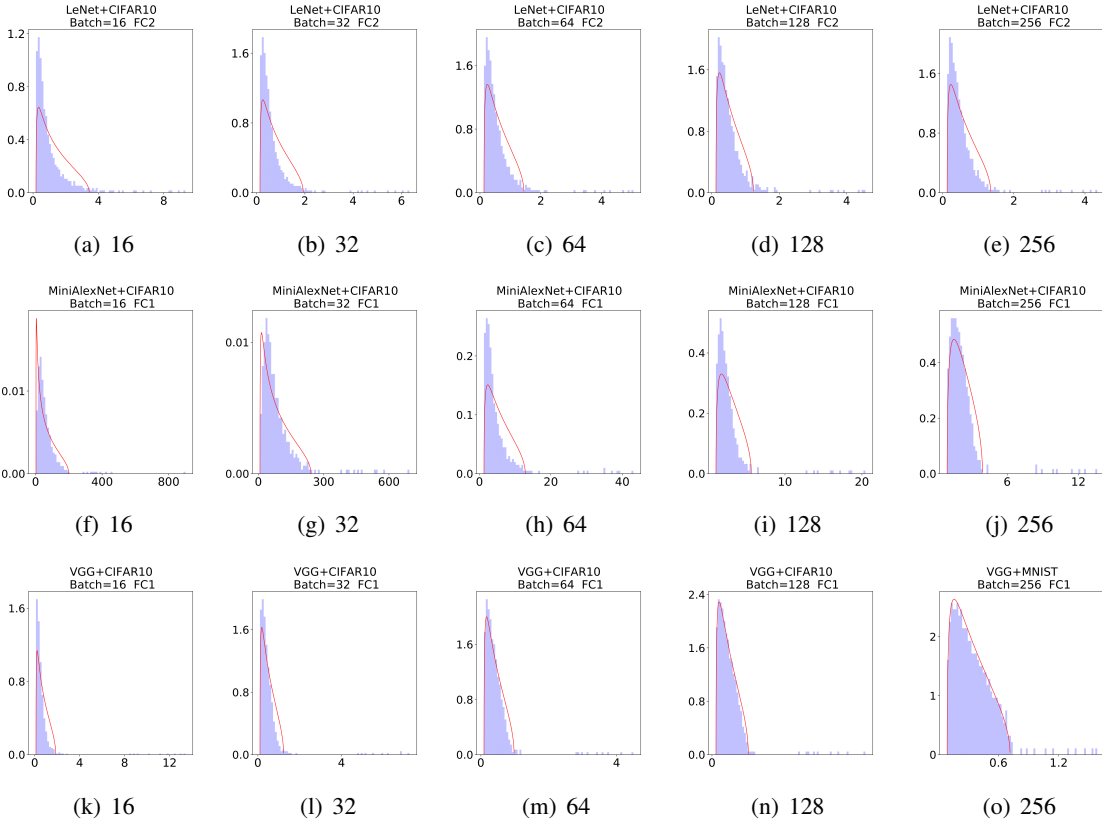 LeNet+CIFAR10
Batch=16 FC2
LeNet+CIFAR10
Batch=32 FC2
LeNet+CIFAR10
Batch=64 FC2
LeNet+CIFAR10
Batch=128 FC2
LeNet+CIFAR10
Batch=256 FC2
1.2
0.8
0.4
0.0
0 4 8
1.6
0.8
0.0
0 2 4 6
1.6
0.8
0.0
0 2 4
1.6
0.8
0.0
0 2 4
1.6
0.8
0.0
0 2 4
(a) 16
(b) 32
(c) 64
(d) 128
(e) 256
MiniAlexNet+CIFAR10
Batch=16 FC1
MiniAlexNet+CIFAR10
Batch=32 FC1
MiniAlexNet+CIFAR10
Batch=64 FC1
MiniAlexNet+CIFAR10
Batch=128 FC1
MiniAlexNet+CIFAR10
Batch=256 FC1
0.01
0.00
0 400 800
0.01
0.00
0 300 600
0.2
0.1
0.0
0 20 40
0.4
0.2
0.0
10 20
0.4
0.2
0.0
6 12
(f) 16
(g) 32
(h) 64
(i) 128
(j) 256
VGG+CIFAR10
Batch=16 FC1
VGG+CIFAR10
Batch=32 FC1
VGG+CIFAR10
Batch=64 FC1
VGG+CIFAR10
Batch=128 FC1
VGG+MNIST
Batch=256 FC1
1.6
0.8
0.0
0 4 8 12
1.6
0.8
0.0
0 4
1.6
0.8
0.0
0 4
2.4
1.6
0.8
0.0
0
2
1
0
0.6 1.2
(k) 16
(l) 32
(m) 64
(n) 128
(o) 256